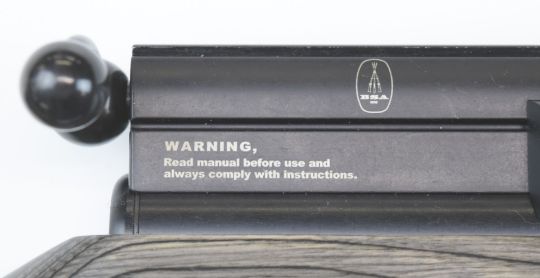 BSA
WARNING,
Read manual before use and
always comply with instructions.